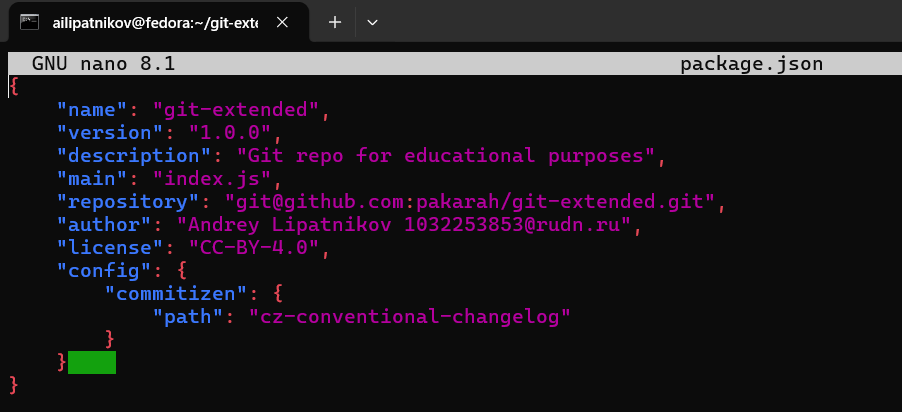 ailipatnikov@fedora:~/git-exte
GNU nano 8.1 package.json
{
    "name": "git-extended",
    "version": "1.0.0",
    "description": "Git repo for educational purposes",
    "main": "index.js",
    "repository": "git@github.com:pakarah/git-extended.git",
    "author": "Andrey Lipatnikov 1032253853@rudn.ru",
    "license": "CC-BY-4.0",
    "config": {
        "commitizen": {
            "path": "cz-conventional-changelog"
        }
    }
}